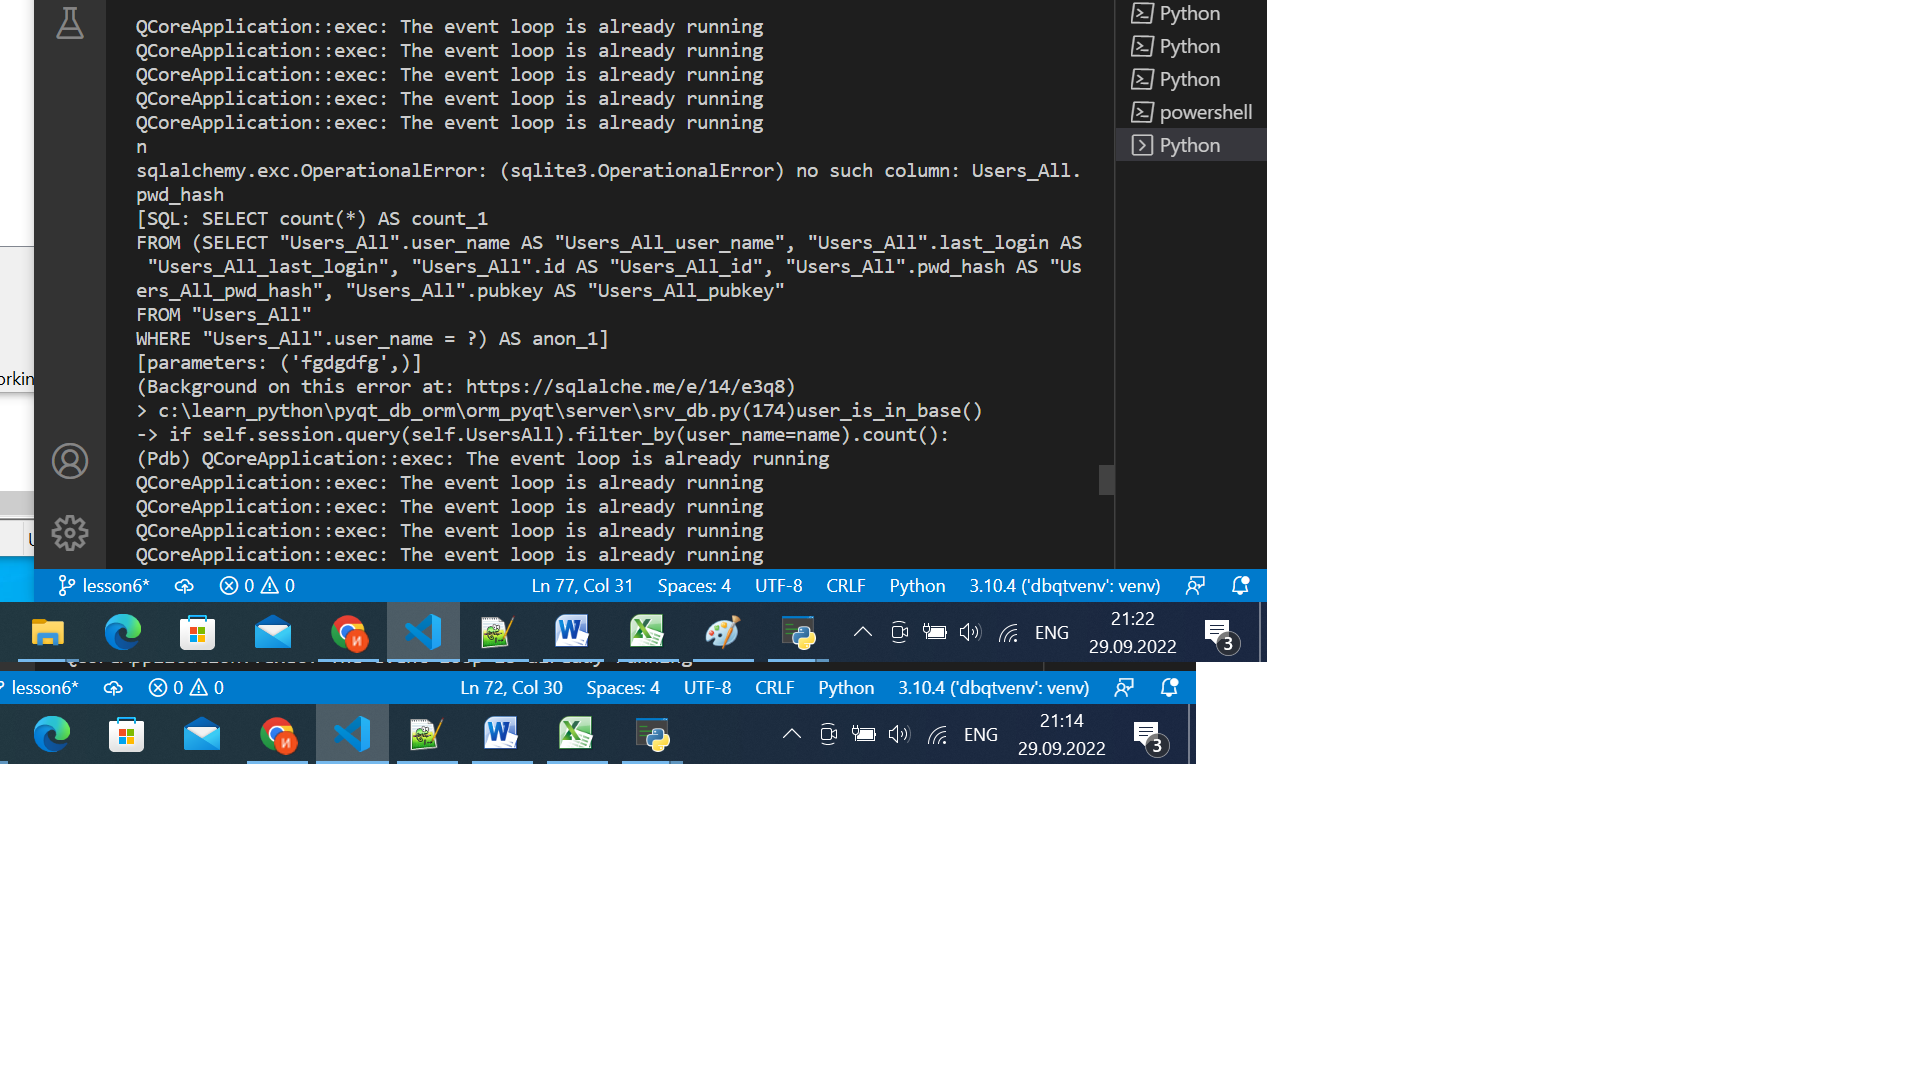 QCoreApplication::exec: The event loop is already running
QCoreApplication::exec: The event loop is already running
QCoreApplication::exec: The event loop is already running
QCoreApplication::exec: The event loop is already running
QCoreApplication::exec: The event loop is already running
n
sqlalchemy.exc.OperationalError: (sqlite3.OperationalError) no such column: Users_All.
pwd_hash
[SQL: SELECT count(*) AS count_1
FROM (SELECT "Users_All".user_name AS "Users_All_user_name", "Users_All".last_login AS
"Users_All_last_login", "Users_All".id AS "Users_All_id", "Users_All".pwd_hash AS "Us
ers_All_pwd_hash", "Users_All".pubkey AS "Users_All_pubkey"
FROM "Users_All"
WHERE "Users_All".user_name = ?) AS anon_1]
[parameters: ('fgdgdfg',)]
(Background on this error at: https://sqlalche.me/e/14/e3q8)
> c:\learn_python\pyqt_db_orm\orm_pyqt\server\srv_db.py(174)user_is_in_base()
-> if self.session.query(self.UsersAll).filter_by(user_name=name).count():
(Pdb) QCoreApplication::exec: The event loop is already running
QCoreApplication::exec: The event loop is already running
QCoreApplication::exec: The event loop is already running
QCoreApplication::exec: The event loop is already running
QCoreApplication::exec: The event loop is already running
Python
Python
Python
powershell
Python
orkin
lesson6* 0 0 Ln 77, Col 31 Spaces: 4 UTF-8 CRLF Python 3.10.4 ('dbqtvenv': venv)
И ENG 21:22
29.09.2022 3
lesson6* 0 0 Ln 72, Col 30 Spaces: 4 UTF-8 CRLF Python 3.10.4 ('dbqtvenv': venv)
И ENG 21:14
29.09.2022 3